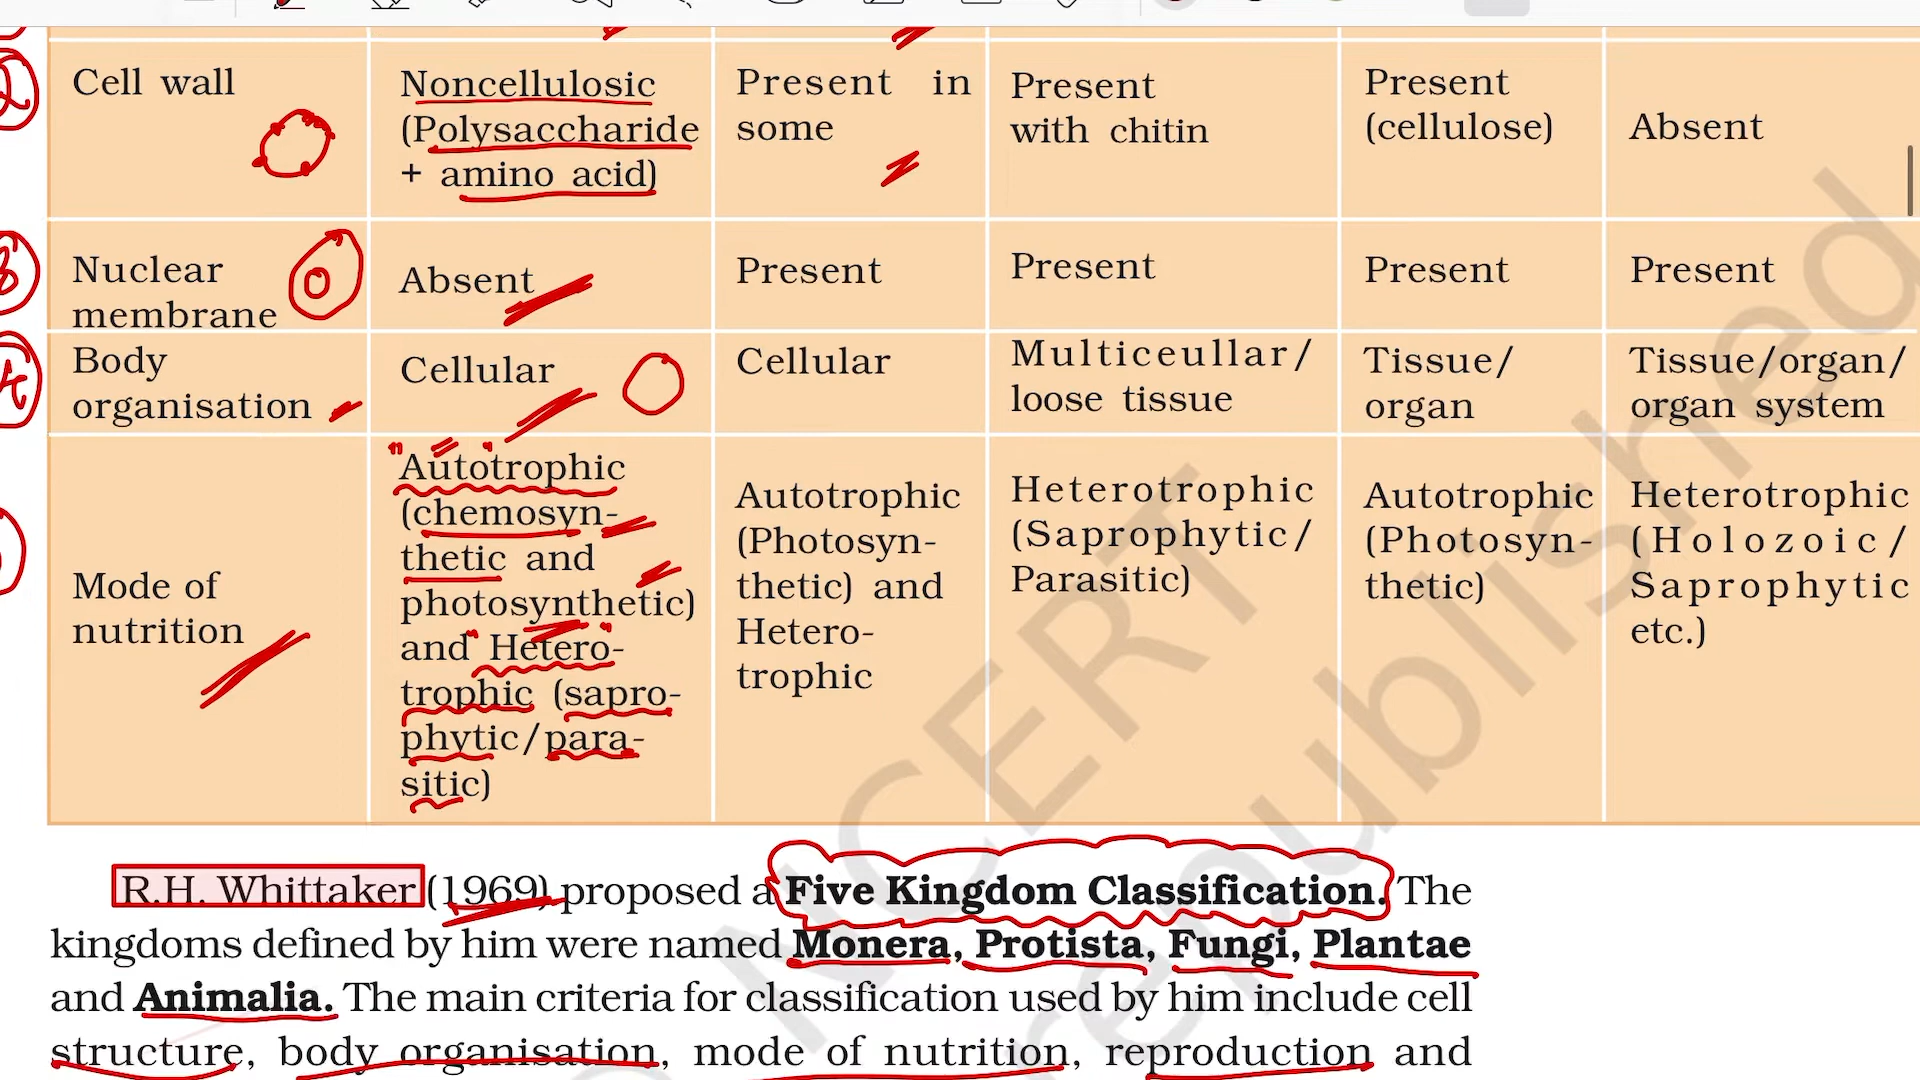 Cell wall
Noncellulosic
(Polysaccharide
+ amino acid)
Present in
some
Present
with chitin
Present
(cellulose)
Absent
Nuclear
membrane
Absent
Present
Present
Present
Present
Body
organisation
Cellular
Cellular
Multiceullar/
loose tissue
Tissue/
organ
Tissue/organ/
organ system
Mode of
nutrition
Autotrophic
(chemosyn-
thetic and
photosynthetic)
and Hetero-
trophic (sapro-
phytic/para-
sitic)
Autotrophic
(Photosyn-
thetic) and
Hetero-
trophic
Heterotrophic
(Saprophytic/
Parasitic)
Autotrophic
(Photosyn-
thetic)
Heterotrophic
(Holozoic/
Saprophytic
etc.)
R.H. Whittaker (1969) proposed a Five Kingdom Classification. The
kingdoms defined by him were named Monera, Protista, Fungi, Plantae
and Animalia. The main criteria for classification used by him include cell
structure, body organisation, mode of nutrition, reproduction and
NCERT
republished